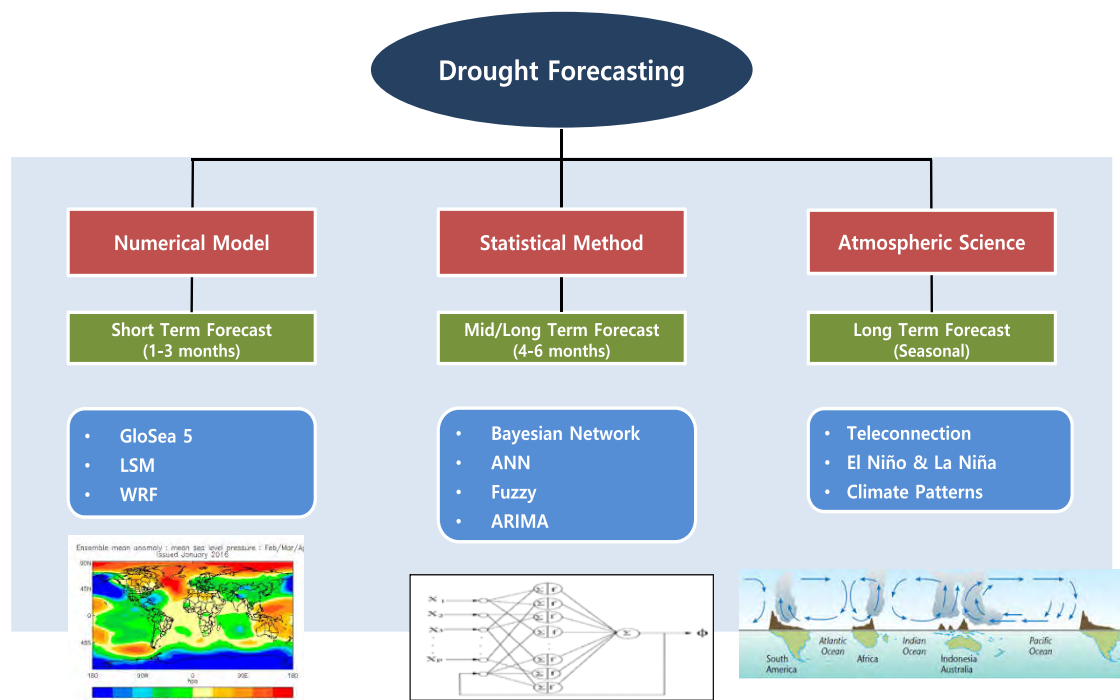 Drought Forecasting
Numerical Model
Statistical Method
Atmospheric Science
Short Term Forecast
(1-3 months)
Mid/Long Term Forecast
(4-6 months)
Long Term Forecast
(Seasonal)
• GloSea 5
• LSM
• WRF
• Bayesian Network
• ANN
• Fuzzy
• ARIMA
• Teleconnection
• El Niño & La Niña
• Climate Patterns
Ensemble mean anomaly : mean sea level pressure : Feb/Mar/Ap
Issued January 2016
90N
45N
0
45S
180
90W
0
90E
180
hpa
X 1
X 2
Σ f
Σ f
Σ f
Σ f
Σ f
Σ f
Σ f
Σ
Φ
South
America
Atlantic
Ocean
Africa
Indian
Ocean
Indonesia
Australia
Pacific
Ocean